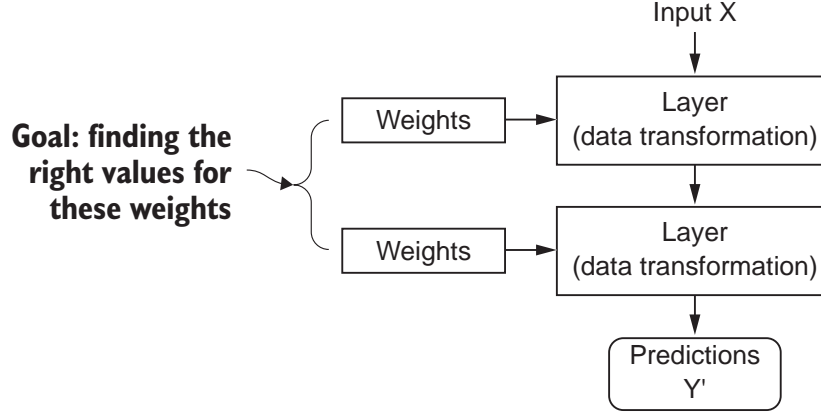 Input X
Layer
(data transformation)
Weights
Goal: finding the
right values for
these weights
Layer
(data transformation)
Weights
Predictions
Y'